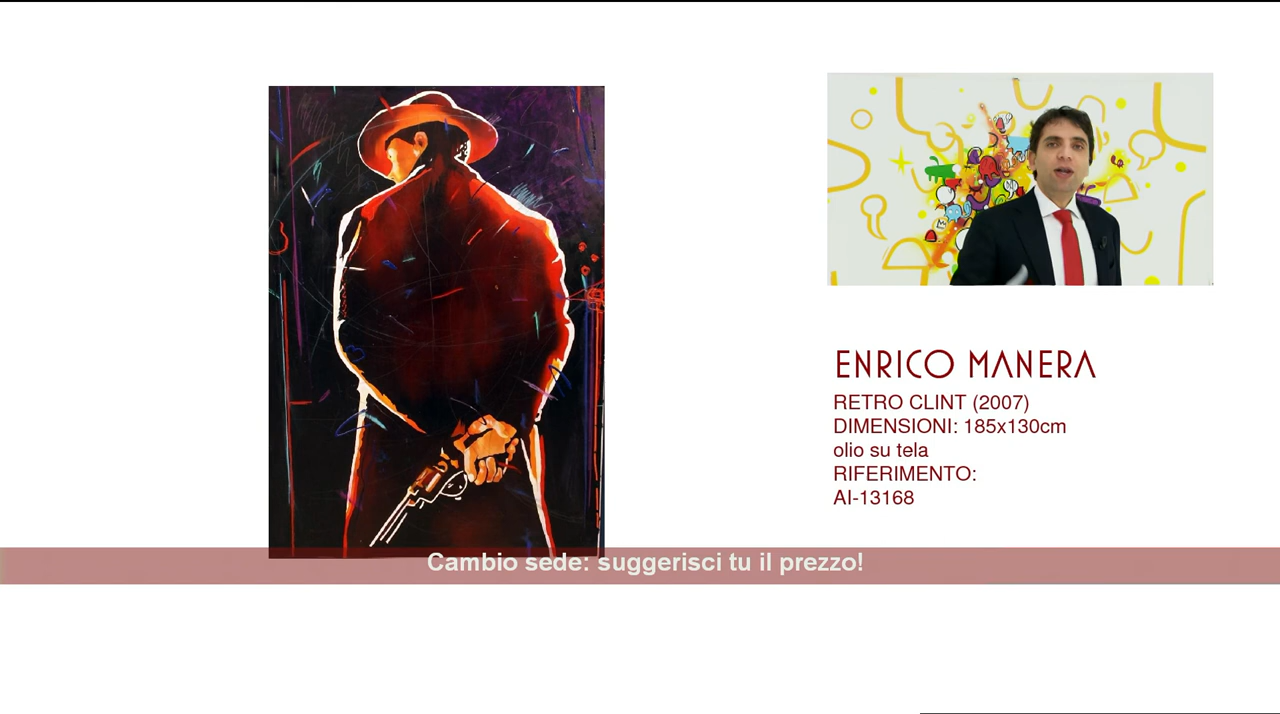 ENRICO MANERA
RETRO CLINT (2007)
DIMENSIONI: 185x130cm
olio su tela
RIFERIMENTO:
AI-13168
Cambio sede: suggerisci tu il prezzo!